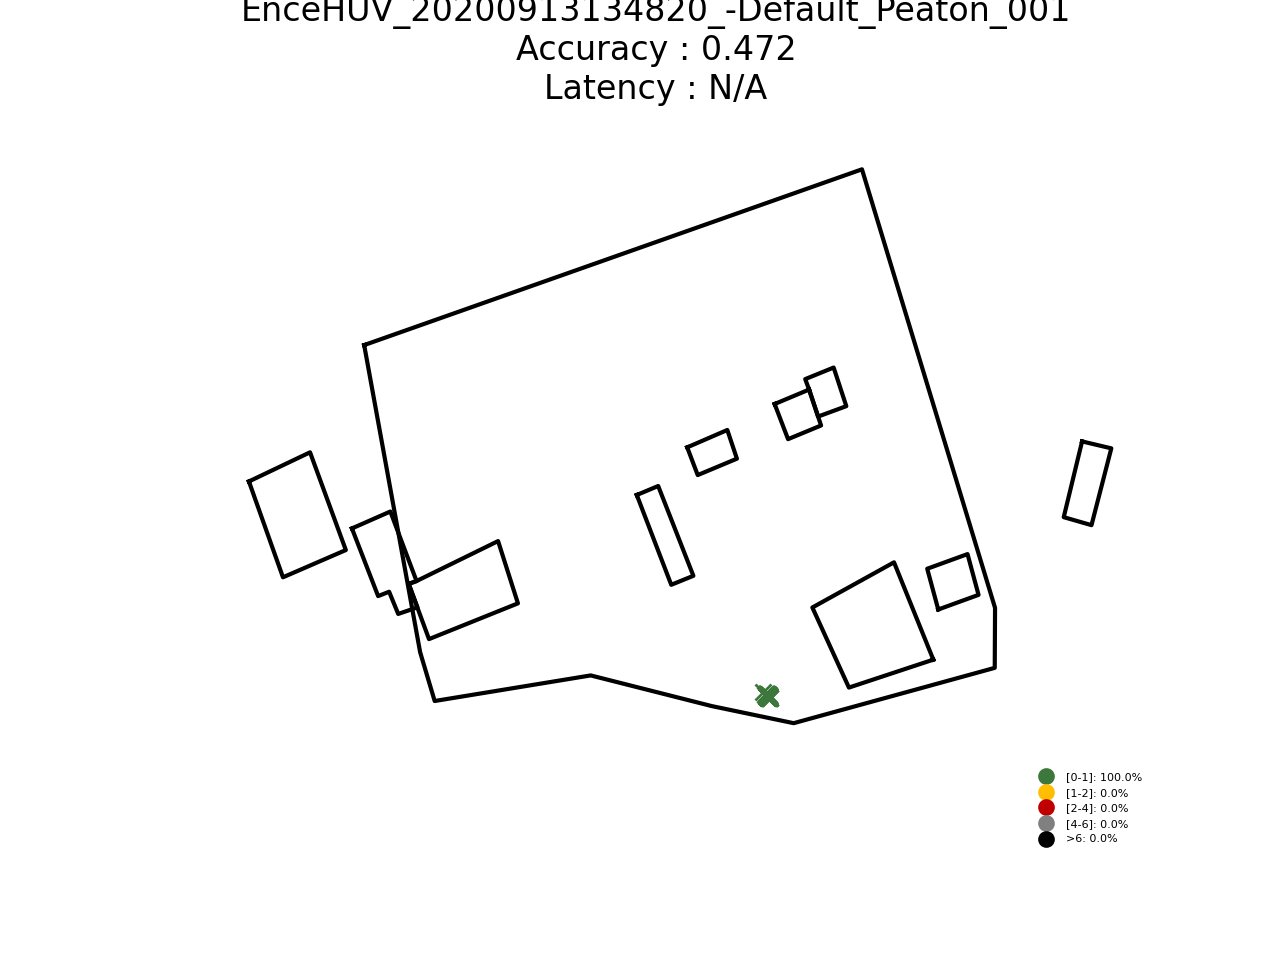 EnceHUV_20200913134820_-Default_Peaton_001
Accuracy : 0.472
Latency : N/A
[0-1]: 100.0%
[1-2]: 0.0%
[2-4]: 0.0%
[4-6]: 0.0%
>6: 0.0%